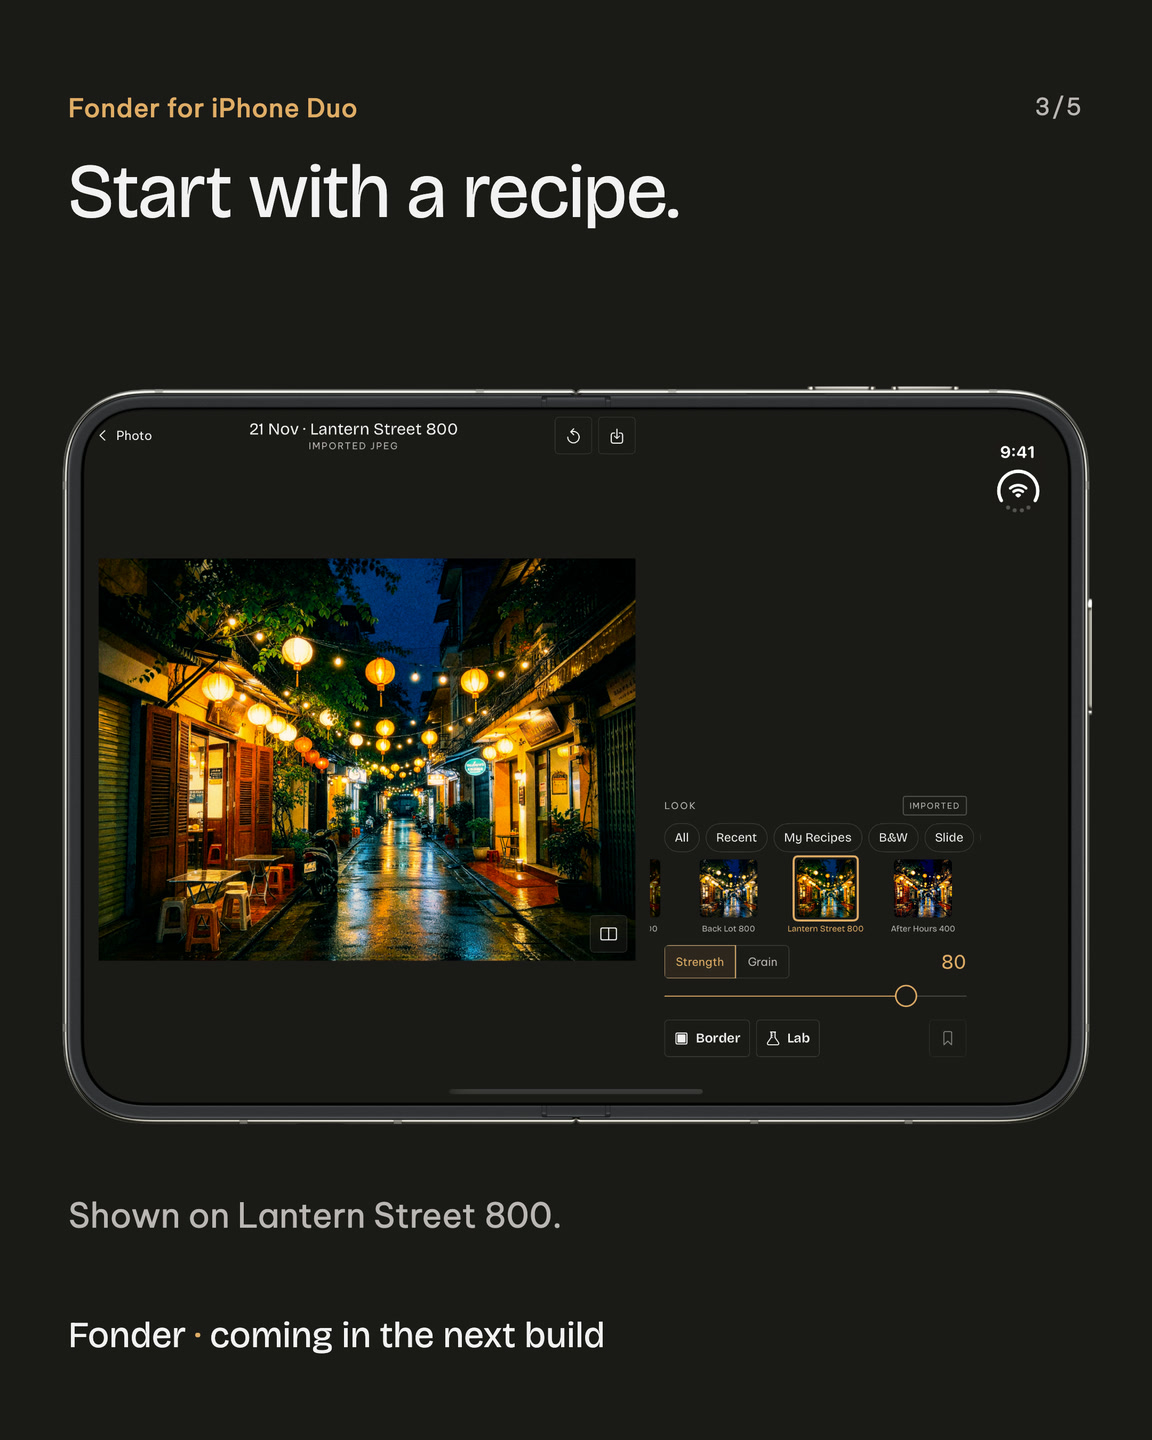 Fonder for iPhone Duo
3/5
Start with a recipe.
Photo
21 Nov · Lantern Street 800
IMPORTED JPEG
9:41
LOOK
IMPORTED
All
Recent
My Recipes
B&W
Slide
00
Back Lot 800
Lantern Street 800
After Hours 400
Strength
Grain
80
Border
Lab
Shown on Lantern Street 800.
Fonder · coming in the next build